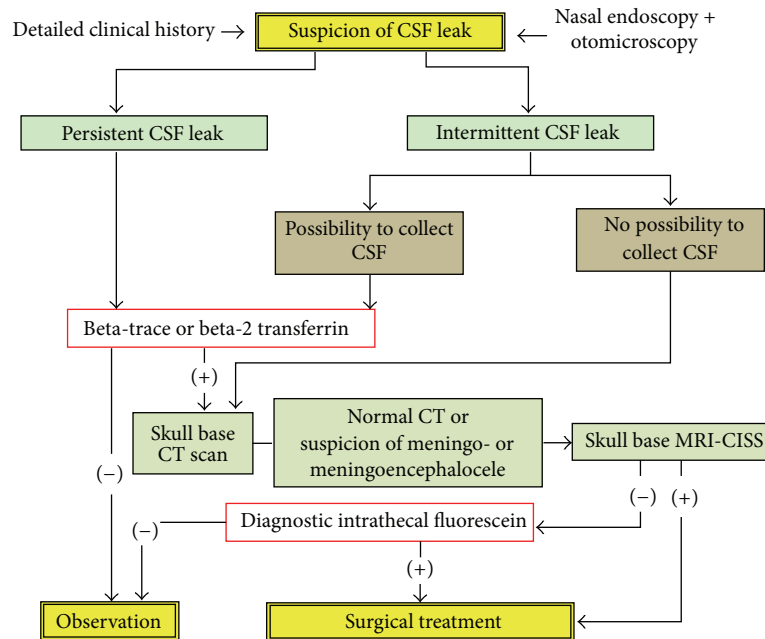 Detailed clinical history
Suspicion of CSF leak
Nasal endoscopy +
otomicroscopy
Persistent CSF leak
Intermittent CSF leak
Possibility to collect
CSF
No possibility to
collect CSF
Beta-trace or beta-2 transferrin
(+)
Skull base
CT scan
Normal CT or
suspicion of meningo- or
meningoencephalocele
Skull base MRI-CISS
(−)
(−)
(+)
Diagnostic intrathecal fluorescein
(−)
(+)
Observation
Surgical treatment